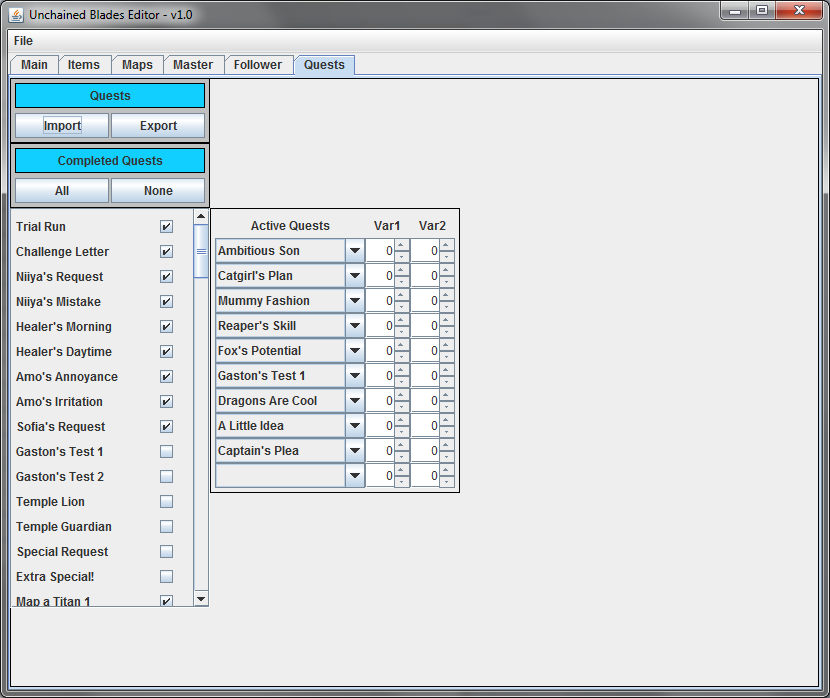 Unchained Blades Editor - v1.0
File
Main Items Maps Master Follower Quests
Quests
Import Export
Completed Quests
All None
Trial Run
Challenge Letter
Niiya's Request
Niiya's Mistake
Healer's Morning
Healer's Daytime
Amo's Annoyance
Amo's Irritation
Sofia's Request
Gaston's Test 1
Gaston's Test 2
Temple Lion
Temple Guardian
Special Request
Extra Special!
Map a Titan 1
Active Quests Var1 Var2
Ambitious Son 0 0
Catgirl's Plan 0 0
Mummy Fashion 0 0
Reaper's Skill 0 0
Fox's Potential 0 0
Gaston's Test 1 0 0
Dragons Are Cool 0 0
A Little Idea 0 0
Captain's Plea 0 0
0 0